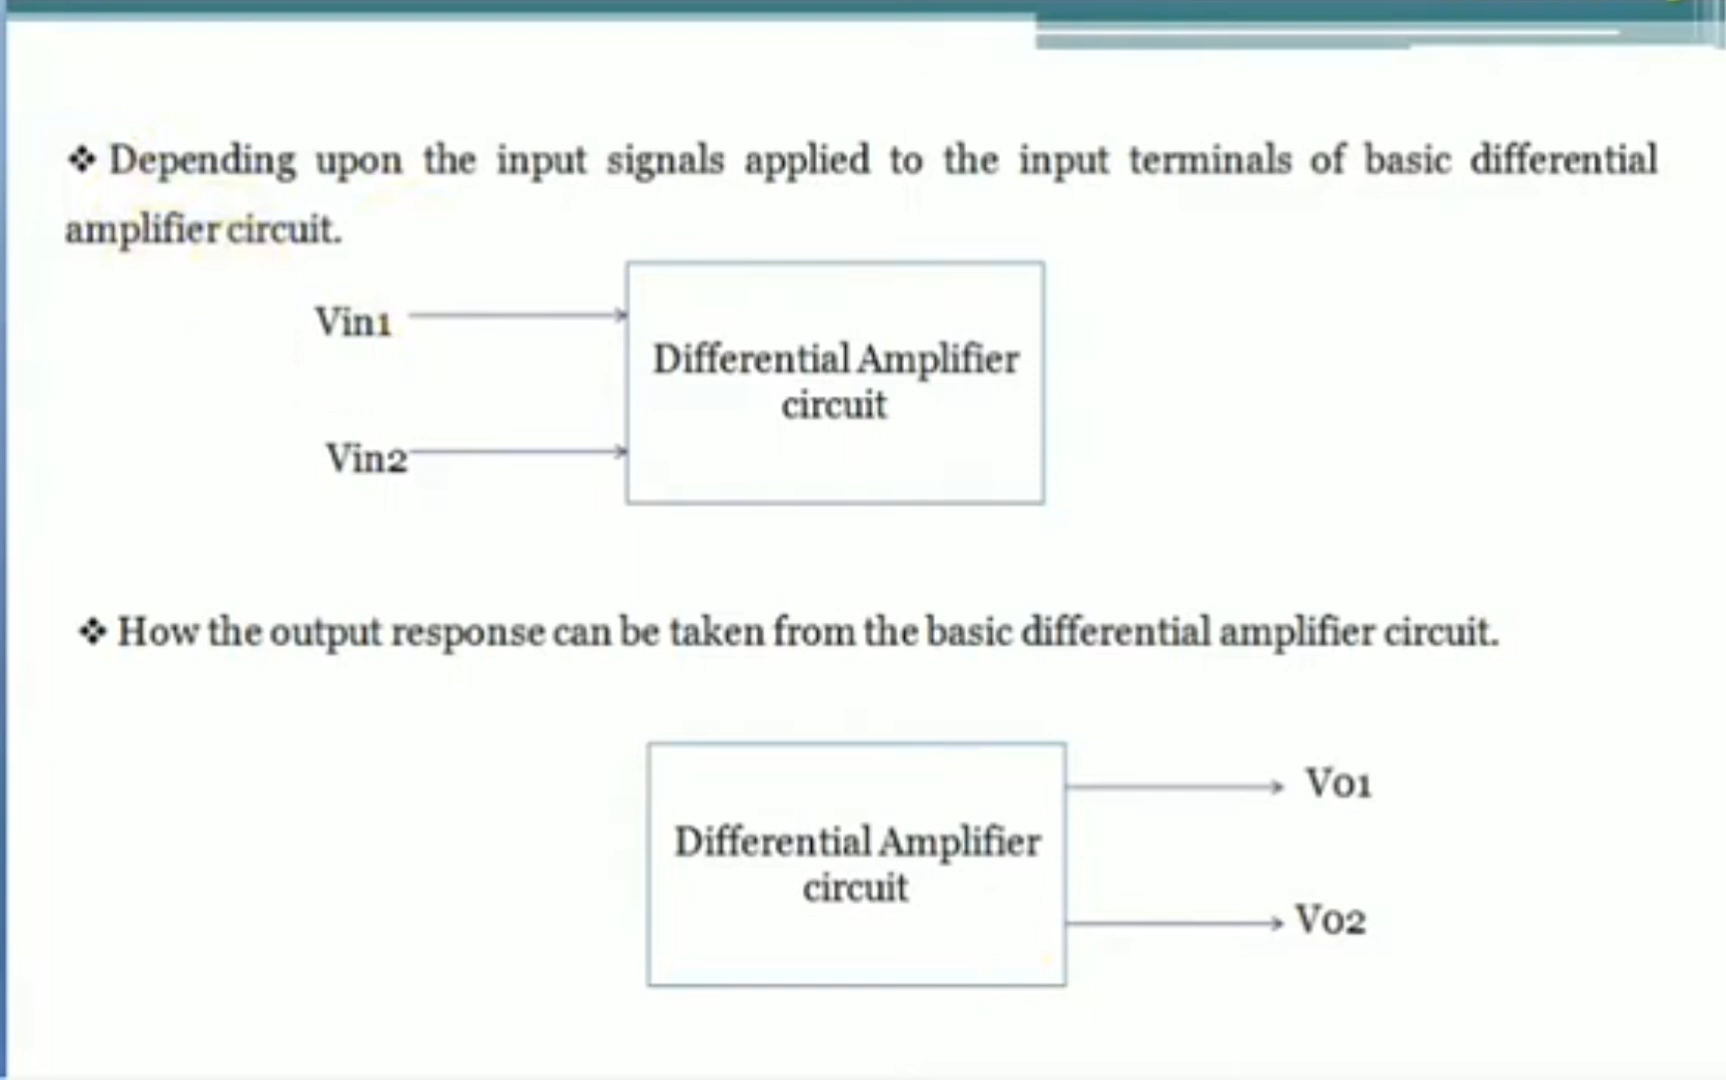 ❖ Depending upon the input signals applied to the input terminals of basic differential
amplifier circuit.
Vin1
Differential Amplifier
circuit
Vin2
❖ How the output response can be taken from the basic differential amplifier circuit.
Vo1
Differential Amplifier
circuit
Vo2